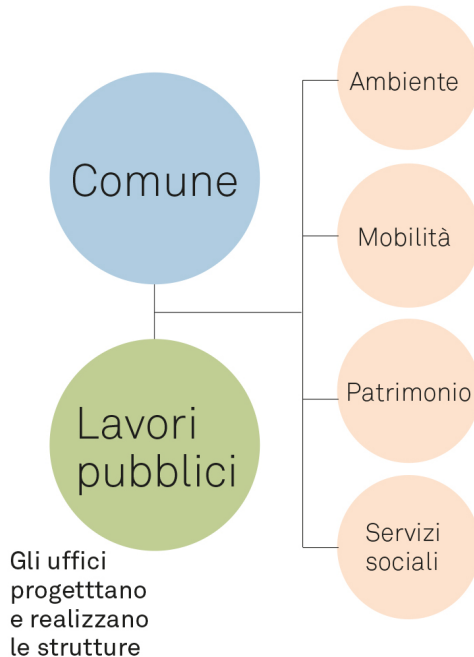 Comune
Lavori
pubblici
Gli uffici
progetttano
e realizzano
le strutture
Ambiente
Mobilità
Patrimonio
Servizi
sociali